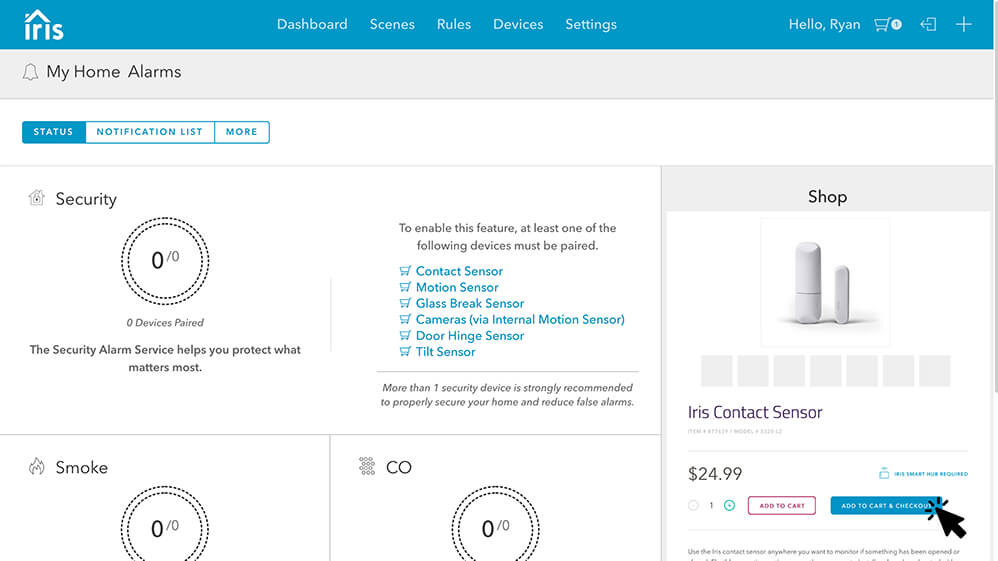 iris
Dashboard Scenes Rules Devices Settings
Hello, Ryan 1
My Home Alarms
STATUS NOTIFICATION LIST MORE
Security
0/0
0 Devices Paired
The Security Alarm Service helps you protect what
matters most.
To enable this feature, at least one of the
following devices must be paired.
Contact Sensor
Motion Sensor
Glass Break Sensor
Cameras (via Internal Motion Sensor)
Door Hinge Sensor
Tilt Sensor
More than 1 security device is strongly recommended
to properly secure your home and reduce false alarms.
Smoke
0/0
CO
0/0
Shop
Iris Contact Sensor
ITEM # 877629 / MODEL # 3320-L2
$24.99
IRIS SMART HUB REQUIRED
1
ADD TO CART
ADD TO CART & CHECKOUT
Use the Iris contact sensor anywhere you want to monitor if something has been opened or